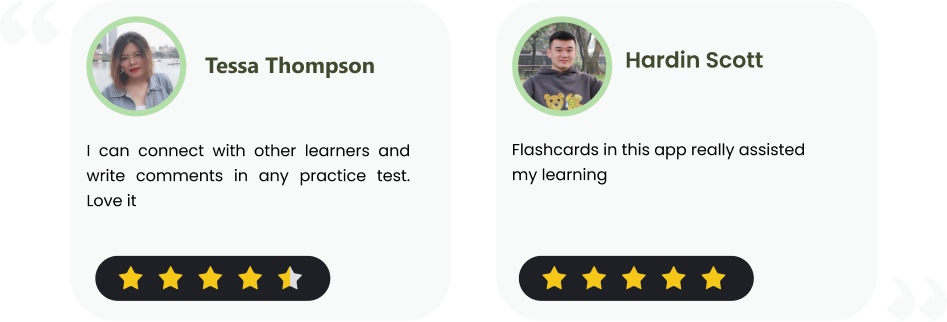 Tessa Thompson
I can connect with other learners and
write comments in any practice test.
Love it
Hardin Scott
Flashcards in this app really assisted
my learning